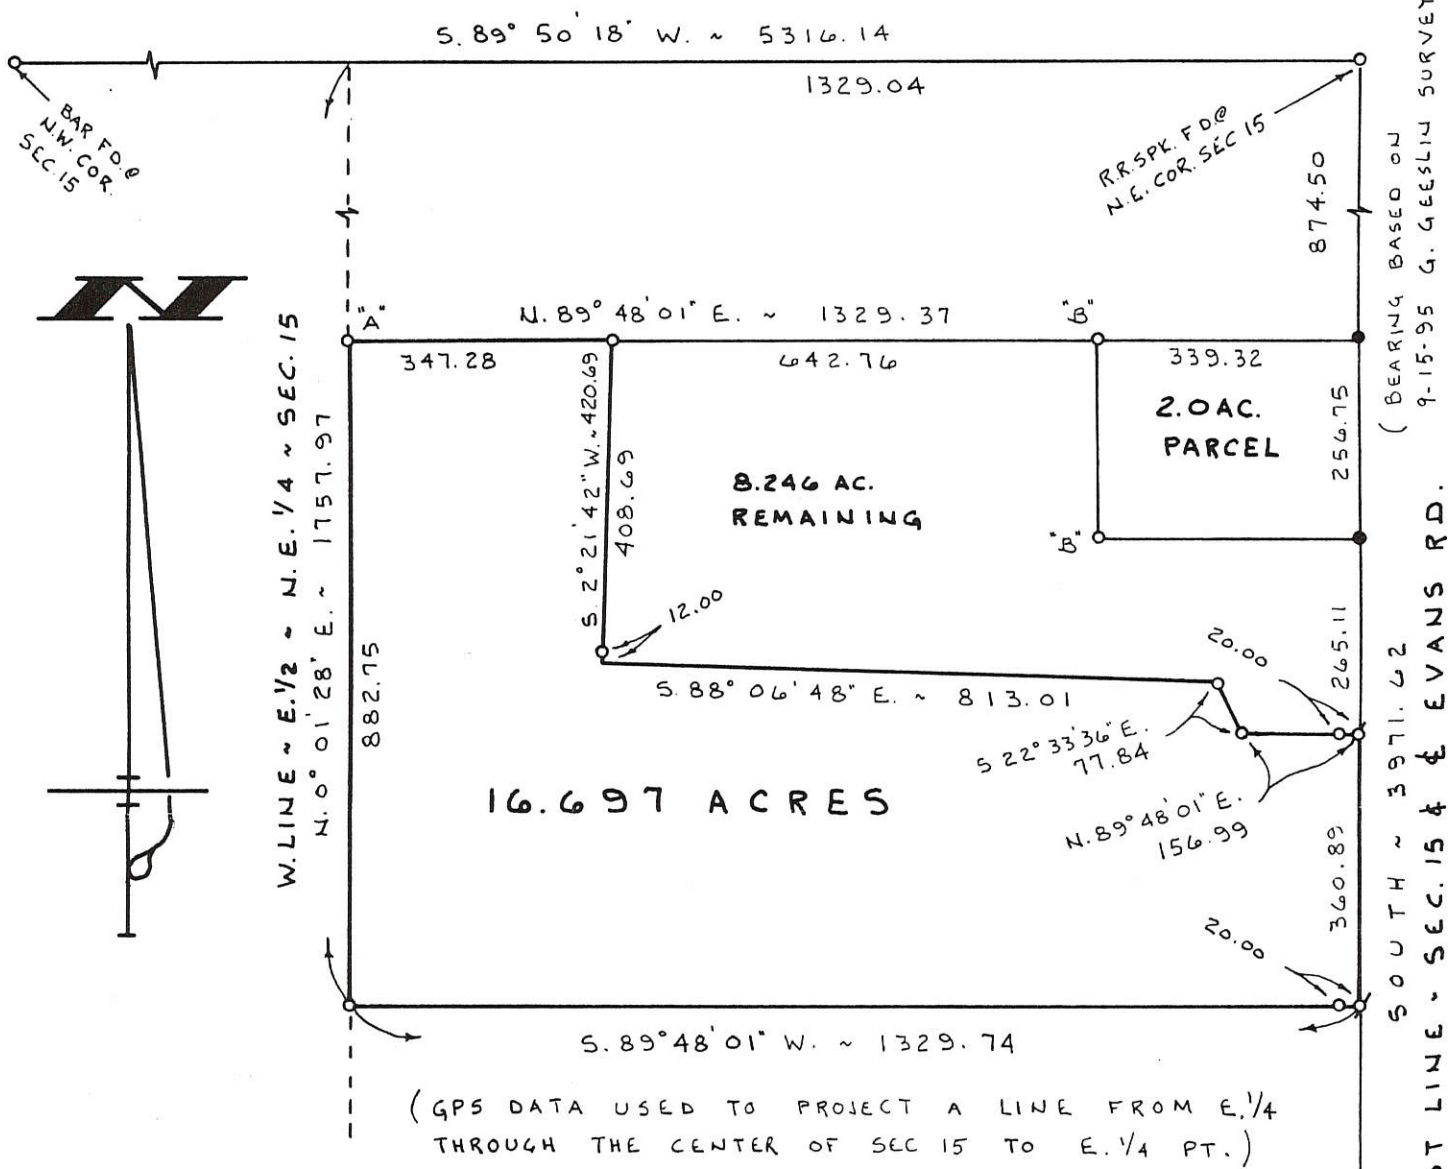 S. 89° 50' 18" W. ~ 5316.14
1329.04
BAR FD.@
N.W. COR.
SEC. 15
R.R.SPK. FD@
N.E. COR. SEC 15
874.50
(BEARING BASED ON
9-15-95 G. GEESLIN SURVEY
N
"A"
N. 89° 48' 01" E. ~ 1329.37
"B"
347.28
642.76
339.32
W. LINE ~ E. 1/2 ~ N.E. 1/4 ~ SEC. 15
N. 0° 01' 28" E. ~ 1757.97
882.75
S. 2° 21' 42" W. ~ 420.69
408.69
8.246 AC.
REMAINING
2.0 AC.
PARCEL
256.75
"B"
12.00
S. 88° 06' 48" E. ~ 813.01
20.00
265.11
S 22° 33' 36" E.
77.84
N. 89° 48' 01" E.
156.99
16.697 ACRES
360.89
20.00
SOUTH ~ 3971.62
T LINE ~ SEC. 15 & ℄ EVANS RD.
S. 89° 48' 01" W. ~ 1329.74
(GPS DATA USED TO PROJECT A LINE FROM E. 1/4
THROUGH THE CENTER OF SEC 15 TO E. 1/4 PT.)